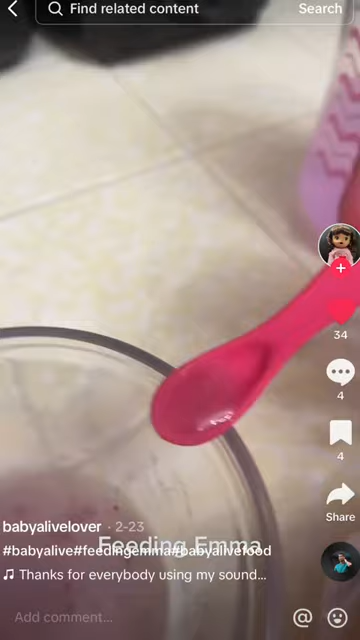 Find related content
Search
34
4
4
Share
Feeding Emma
babyalivelover · 2-23
#babyalive#feedingemma#babyalivefood
Thanks for everybody using my sound...
Add comment...